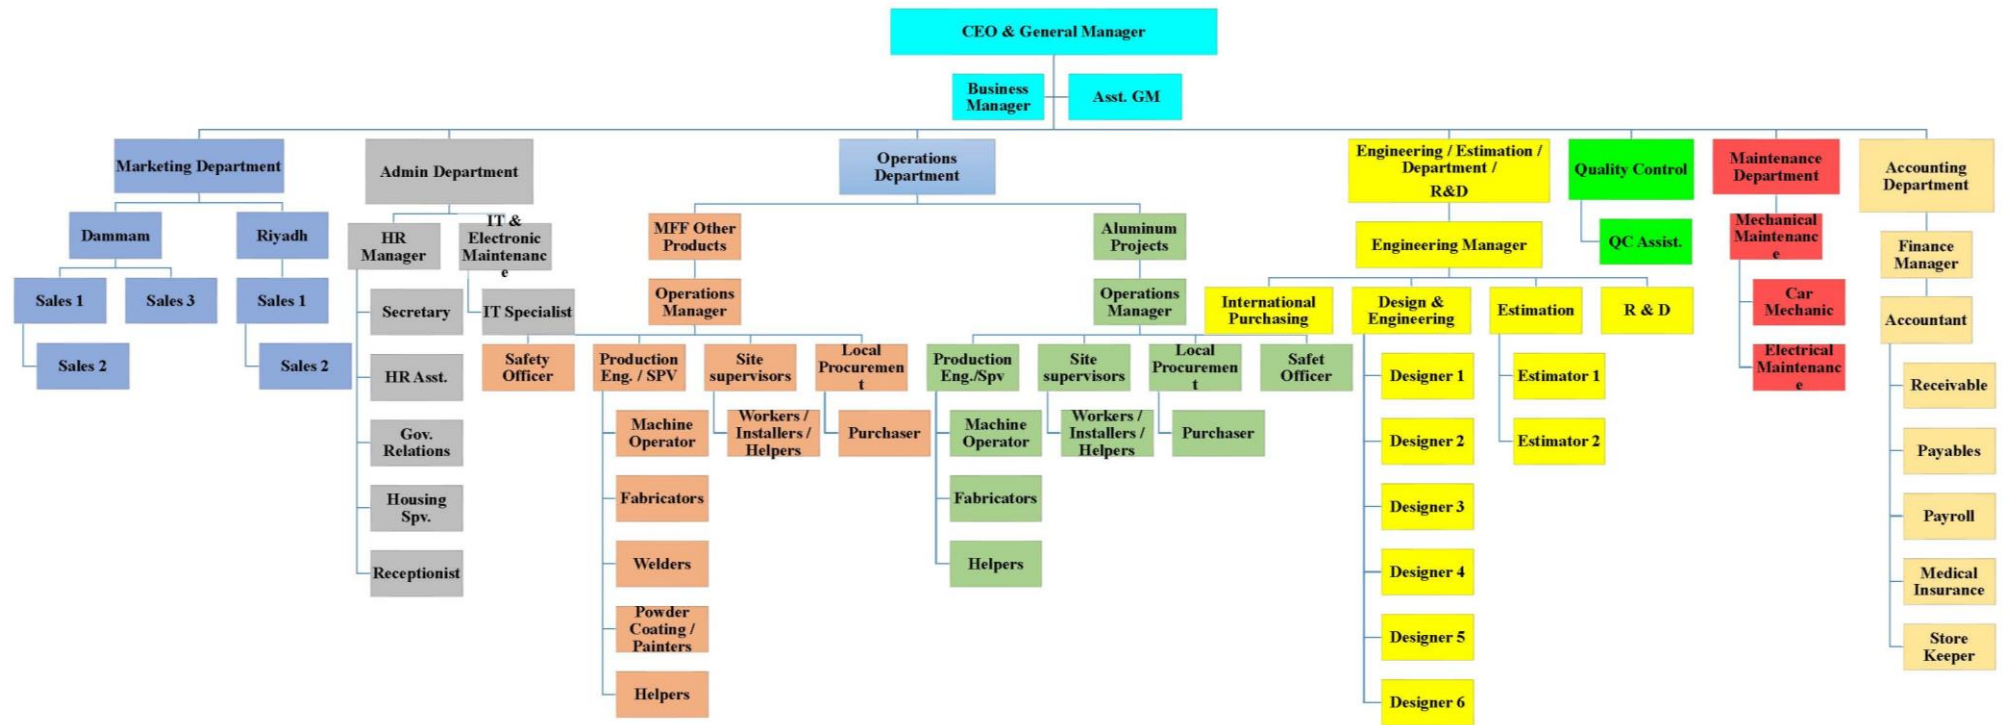 CEO & General Manager
Business
Manager
Asst. GM
Marketing Department
Admin Department
Operations
Department
Engineering / Estimation /
Department /
R&D
Quality Control
Maintenance
Department
Accounting
Department
Dammam
Riyadh
HR
Manager
IT &
Electronic
Maintenanc
e
MFF Other
Products
Aluminum
Projects
Engineering Manager
QC Assist.
Mechanical
Maintenanc
e
Finance
Manager
Sales 1
Sales 3
Sales 1
Secretary
IT Specialist
Operations
Manager
Operations
Manager
International
Purchasing
Design &
Engineering
Estimation
R & D
Car
Mechanic
Accountant
Sales 2
Sales 2
HR Asst.
Safety
Officer
Production
Eng. / SPV
Site
supervisors
Local
Procuremen
t
Production
Eng./Spv
Site
supervisors
Local
Procuremen
t
Safet
Officer
Designer 1
Estimator 1
Electrical
Maintenanc
e
Receivable
Gov.
Relations
Machine
Operator
Workers /
Installers /
Helpers
Purchaser
Machine
Operator
Workers /
Installers /
Helpers
Purchaser
Designer 2
Estimator 2
Payables
Housing
Spv.
Fabricators
Fabricators
Designer 3
Payroll
Receptionist
Welders
Helpers
Designer 4
Medical
Insurance
Powder
Coating /
Painters
Designer 5
Store
Keeper
Helpers
Designer 6